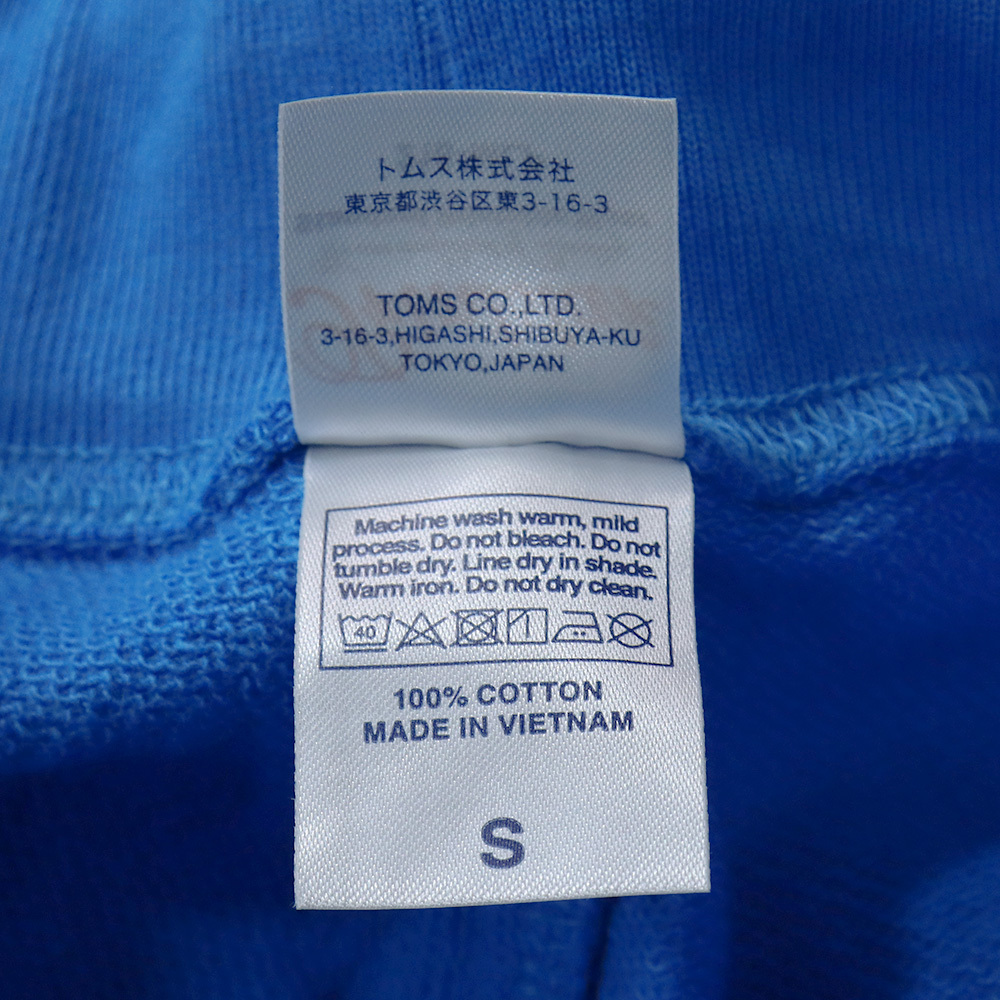 トムス株式会社
東京都渋谷区東3-16-3
TOMS CO.,LTD.
3-16-3,HIGASHI,SHIBUYA-KU
TOKYO,JAPAN
Machine wash warm, mild
process. Do not bleach. Do not
tumble dry. Line dry in shade.
Warm iron. Do not dry clean.
40
100% COTTON
MADE IN VIETNAM
S